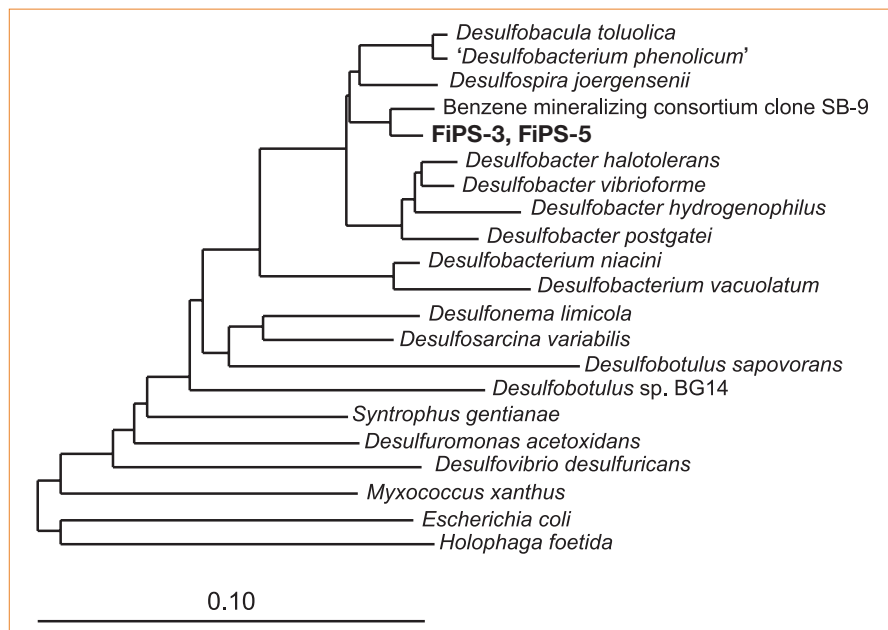 Desulfobacula toluolica
‘Desulfobacterium phenolicum’
Desulfospira joergensenii
Benzene mineralizing consortium clone SB-9
FiPS-3, FiPS-5
Desulfobacter halotolerans
Desulfobacter vibrioforme
Desulfobacter hydrogenophilus
Desulfobacter postgatei
Desulfobacterium niacini
Desulfobacterium vacuolatum
Desulfonema limicola
Desulfosarcina variabilis
Desulfobotulus sapovorans
Desulfobotulus sp. BG14
Syntrophus gentianae
Desulfuromonas acetoxidans
Desulfovibrio desulfuricans
Myxococcus xanthus
Escherichia coli
Holophaga foetida
0.10